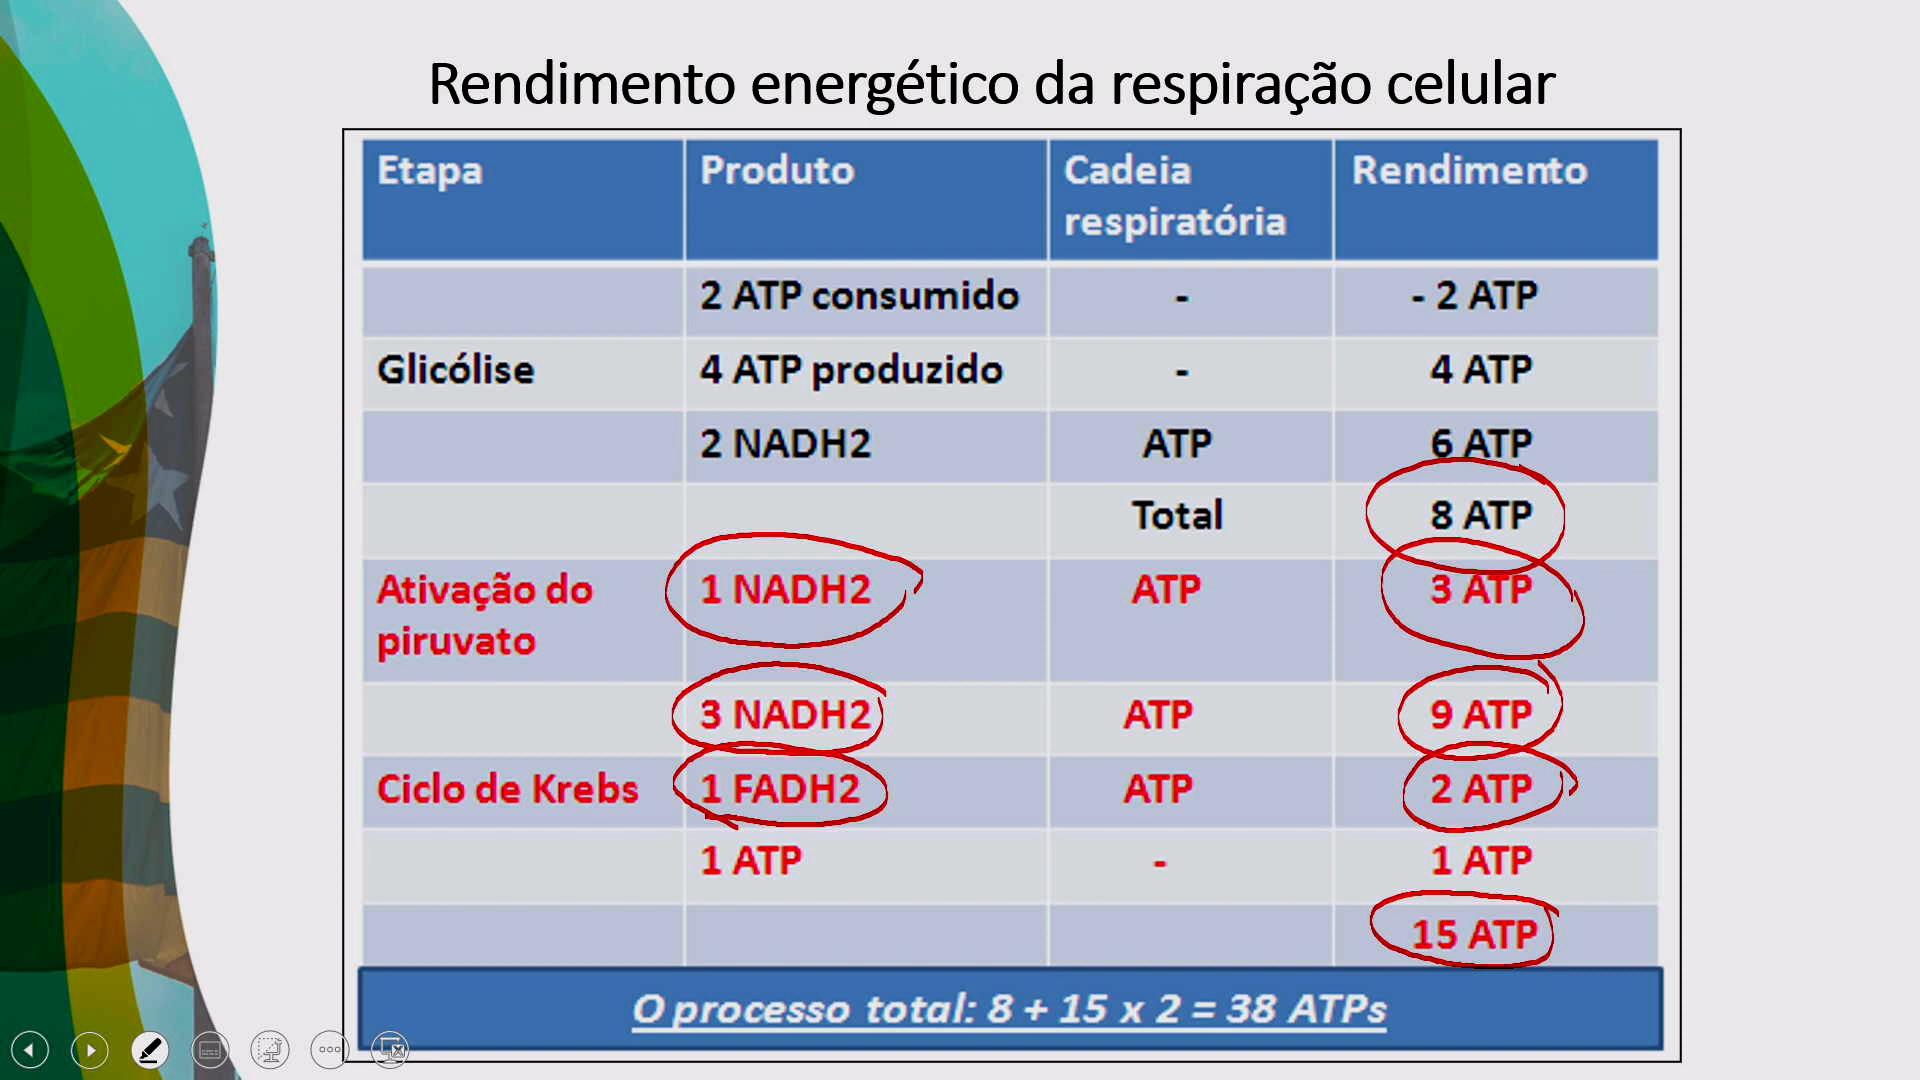 Rendimento energético da respiração celular
Etapa Produto Cadeia respiratória Rendimento
2 ATP consumido - - 2 ATP
Glicólise 4 ATP produzido - 4 ATP
2 NADH2 ATP 6 ATP
Total 8 ATP
Ativação do piruvato 1 NADH2 ATP 3 ATP
3 NADH2 ATP 9 ATP
Ciclo de Krebs 1 FADH2 ATP 2 ATP
1 ATP - 1 ATP
15 ATP
O processo total: 8 + 15 x 2 = 38 ATPs